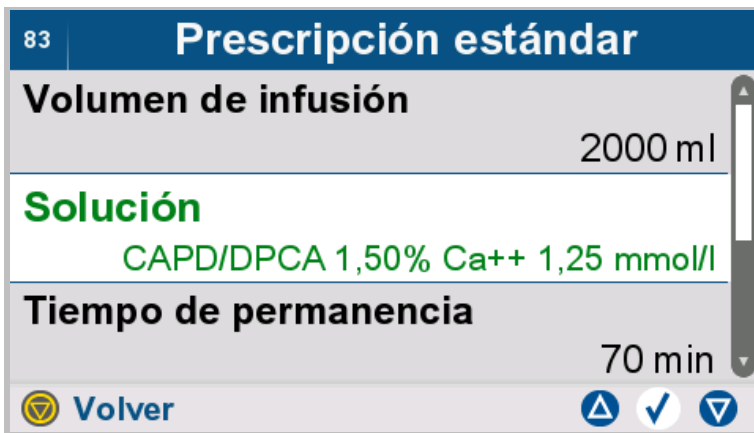 83 Prescripción estándar
Volumen de infusión
2000 ml
Solución
CAPD/DPCA 1,50% Ca++ 1,25 mmol/l
Tiempo de permanencia
70 min
Volver